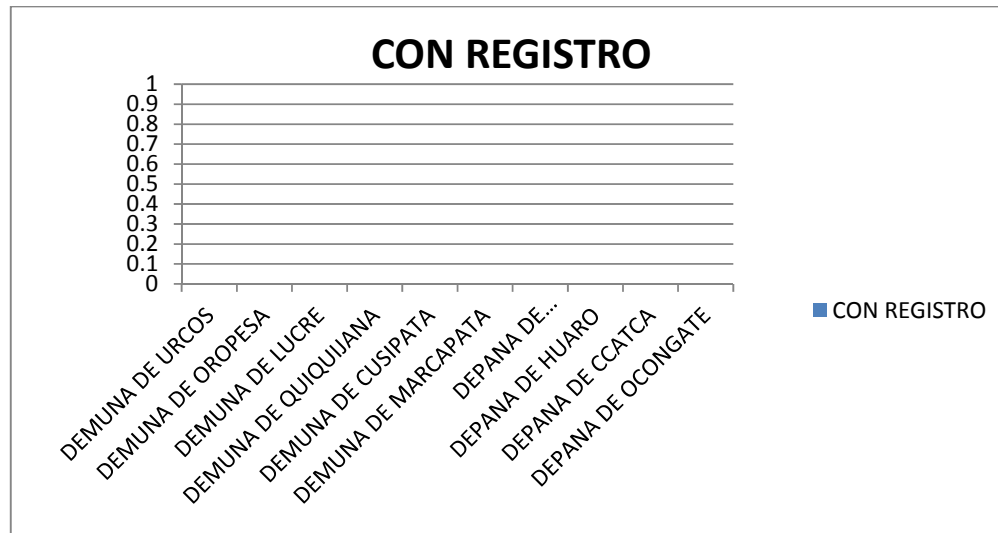 CON REGISTRO
1
0.9
0.8
0.7
0.6
0.5
0.4
0.3
0.2
0.1
0
DEMUNA DE URCOS
DEMUNA DE OROPESA
DEMUNA DE LUCRE
DEMUNA DE QUIQUIJANA
DEMUNA DE CUSIPATA
DEMUNA DE MARCAPATA
DEPANA DE...
DEPANA DE HUARO
DEPANA DE CCATCA
DEPANA DE OCONGATE
CON REGISTRO